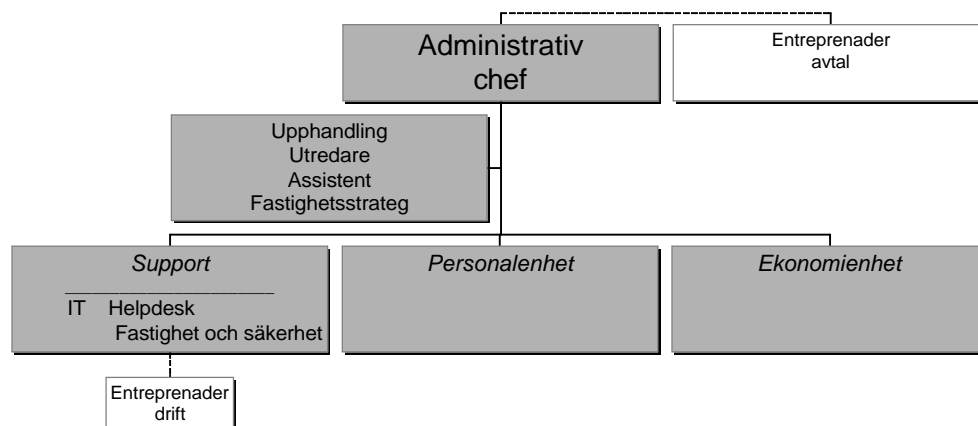 Administrativ
chef
Entreprenader
avtal
Upphandling
Utredare
Assistent
Fastighetsstrateg
Support
IT Helpdesk
Fastighet och säkerhet
Personalenhet
Ekonomienhet
Entreprenader
drift